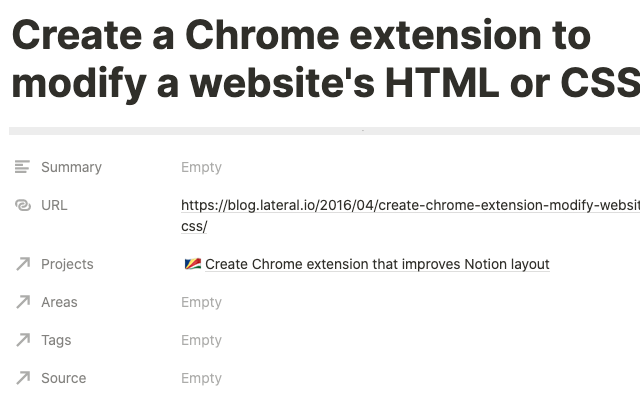 Create a Chrome extension to
modify a website's HTML or CSS
Summary Empty
URL https://blog.lateral.io/2016/04/create-chrome-extension-modify-websit
css/
Projects Create Chrome extension that improves Notion layout
Areas Empty
Tags Empty
Source Empty